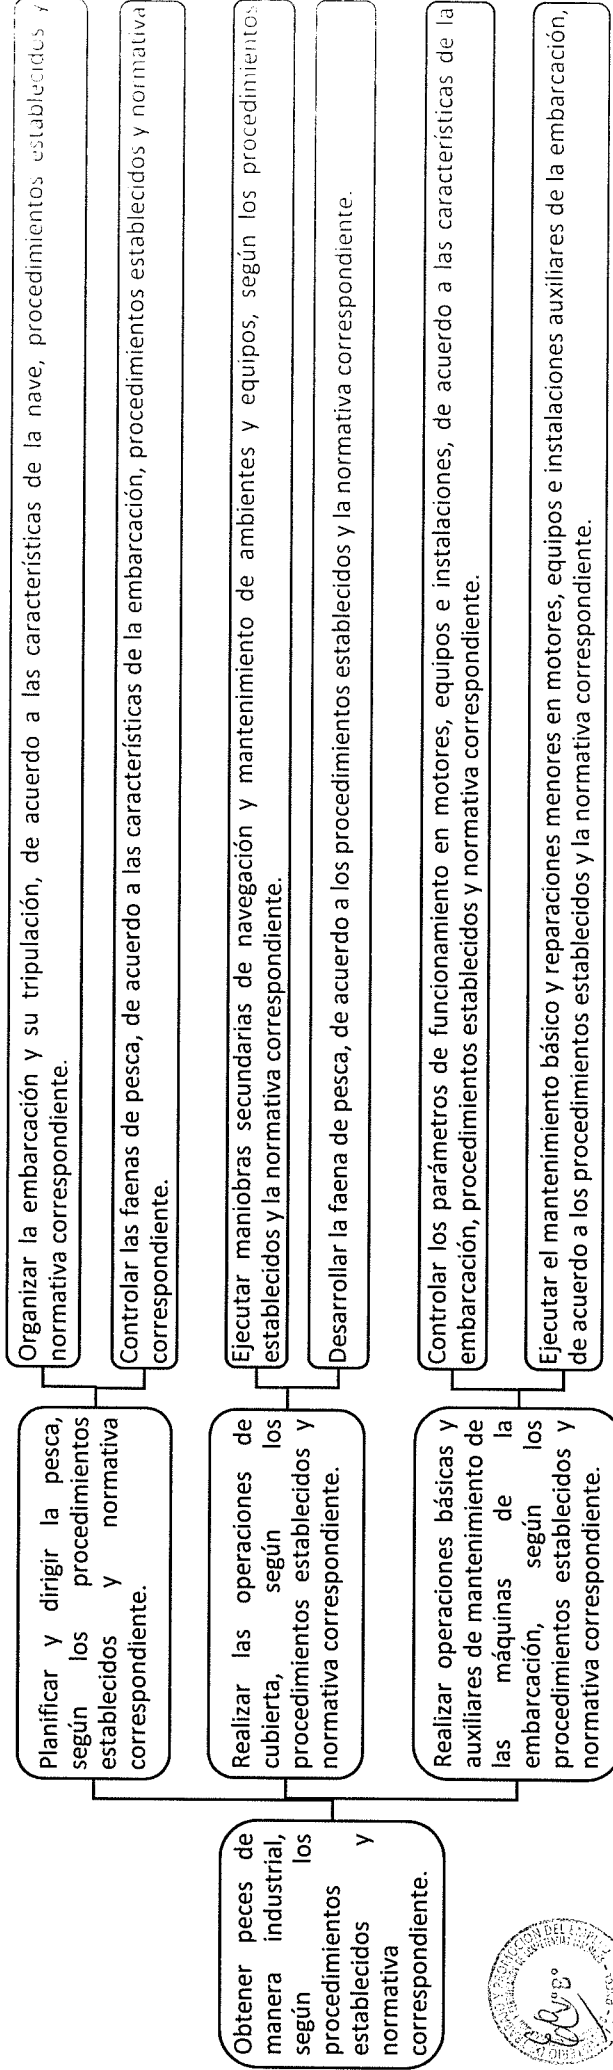 Obtener peces de
manera industrial,
según los
procedimientos
establecidos y
normativa
correspondiente.
Planificar y dirigir la pesca,
según los procedimientos
establecidos y normativa
correspondiente.
Organizar la embarcación y su tripulación, de acuerdo a las características de la nave, procedimientos establecidos y
normativa correspondiente.
Controlar las faenas de pesca, de acuerdo a las características de la embarcación, procedimientos establecidos y normativa
correspondiente.
Realizar las operaciones de
cubierta, según los
procedimientos establecidos y
normativa correspondiente.
Ejecutar maniobras secundarias de navegación y mantenimiento de ambientes y equipos, según los procedimientos
establecidos y la normativa correspondiente.
Desarrollar la faena de pesca, de acuerdo a los procedimientos establecidos y la normativa correspondiente.
Realizar operaciones básicas y
auxiliares de mantenimiento de
las máquinas de la
embarcación, según los
procedimientos establecidos y
normativa correspondiente.
Controlar los parámetros de funcionamiento en motores, equipos e instalaciones, de acuerdo a las características de la
embarcación, procedimientos establecidos y normativa correspondiente.
Ejecutar el mantenimiento básico y reparaciones menores en motores, equipos e instalaciones auxiliares de la embarcación,
de acuerdo a los procedimientos establecidos y la normativa correspondiente.